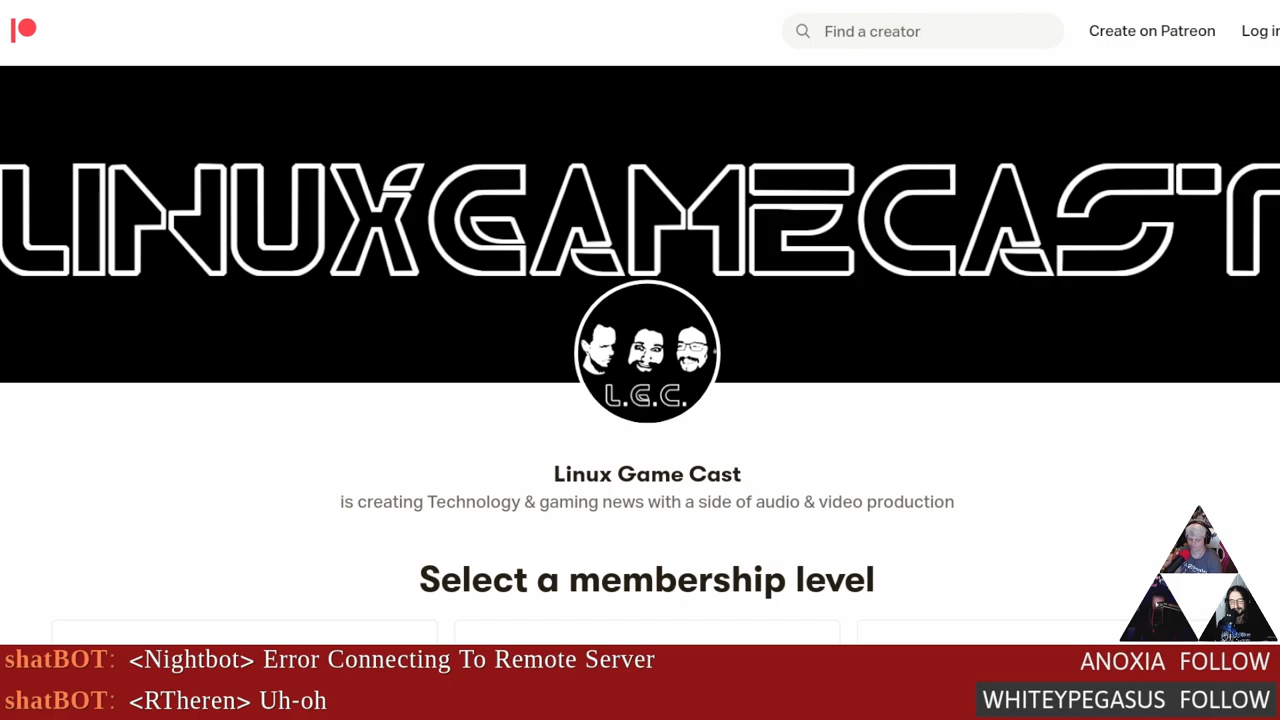 Find a creator
Create on Patreon
Log in
LINUXGAMECAST
L.G.C.
Linux Game Cast
is creating Technology & gaming news with a side of audio & video production
Select a membership level
shatBOT: <Nightbot> Error Connecting To Remote Server
ANOXIA FOLLOW
shatBOT: <RTheren> Uh-oh
WHITEYPEGASUS FOLLOW